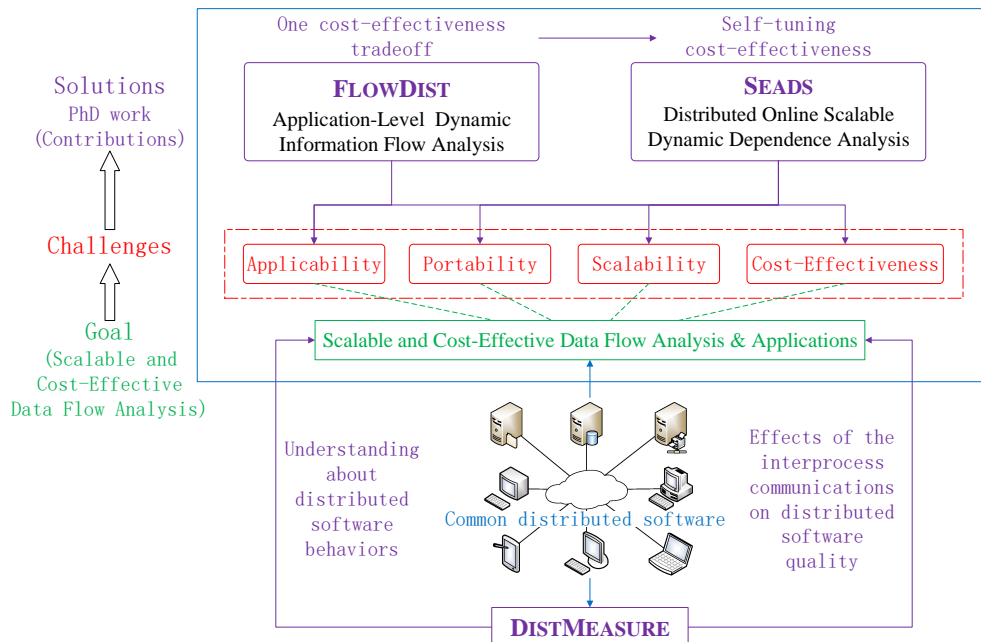 One cost-effectiveness
tradeoff
Self-tuning
cost-effectiveness
Solutions
PhD work
(Contributions)
FLOWDIST
Application-Level Dynamic
Information Flow Analysis
SEADS
Distributed Online Scalable
Dynamic Dependence Analysis
Challenges
Applicability
Portability
Scalability
Cost-Effectiveness
Goal
(Scalable and
Cost-Effective
Data Flow Analysis)
Scalable and Cost-Effective Data Flow Analysis & Applications
Understanding
about
distributed
software
behaviors
Common distributed software
Effects of the
interprocess
communications
on distributed
software
quality
DISTMEASURE